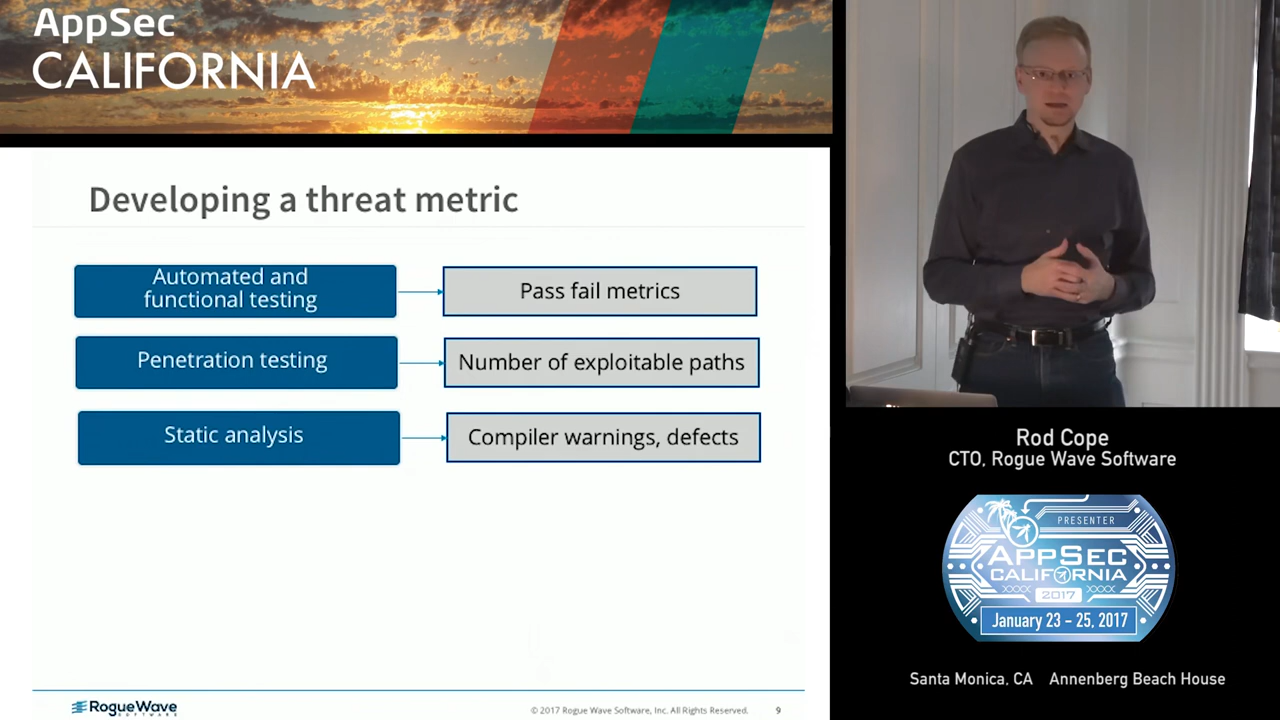 AppSec
CALIFORNIA
Developing a threat metric
Automated and
functional testing
Pass fail metrics
Penetration testing
Number of exploitable paths
Static analysis
Compiler warnings, defects
RogueWave
SOFTWARE
© 2017 Rogue Wave Software, Inc. All Rights Reserved.
9
Rod Cope
CTO, Rogue Wave Software
PRESENTER
APPSEC
CALIFORNIA
2017
January 23 - 25, 2017
Santa Monica, CA Annenberg Beach House